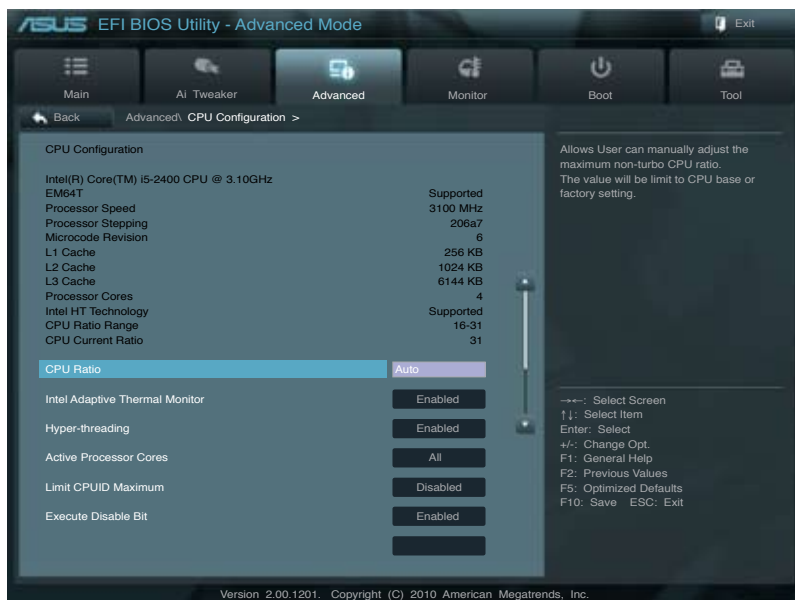 ASUS EFI BIOS Utility - Advanced Mode
Exit
Main Ai Tweaker Advanced Monitor Boot Tool
Back Advanced\ CPU Configuration >
CPU Configuration
Intel(R) Core(TM) i5-2400 CPU @ 3.10GHz
EM64T Supported
Processor Speed 3100 MHz
Processor Stepping 206a7
Microcode Revision 6
L1 Cache 256 KB
L2 Cache 1024 KB
L3 Cache 6144 KB
Processor Cores 4
Intel HT Technology Supported
CPU Ratio Range 16-31
CPU Current Ratio 31
CPU Ratio Auto
Intel Adaptive Thermal Monitor Enabled
Hyper-threading Enabled
Active Processor Cores All
Limit CPUID Maximum Disabled
Execute Disable Bit Enabled
Allows User can manually adjust the
maximum non-turbo CPU ratio.
The value will be limit to CPU base or
factory setting.
→←: Select Screen
↑↓: Select Item
Enter: Select
+/-: Change Opt.
F1: General Help
F2: Previous Values
F5: Optimized Defaults
F10: Save ESC: Exit
Version 2.00.1201. Copyright (C) 2010 American Megatrends, Inc.